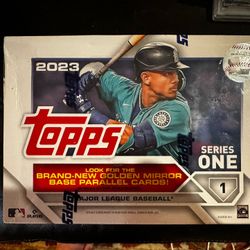 2023
Topps
SERIES
ONE
LOOK FOR THE
BRAND-NEW GOLDEN MIRROR
BASE PARALLEL CARDS!
MAJOR LEAGUE BASEBALL
1